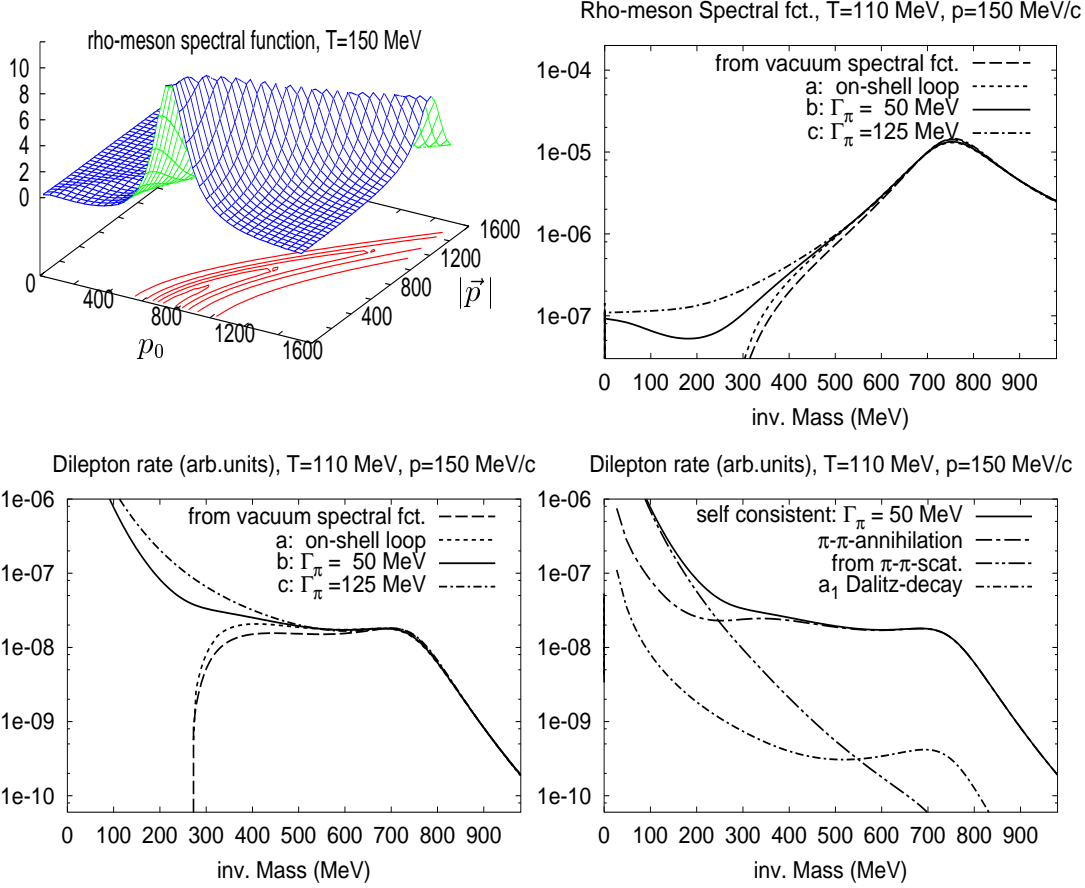 rho-meson spectral function, T=150 MeV
10
8
6
4
2
0
0
400
800
1200
1600
p₀
400
800
1200
1600
|p⃗|
Rho-meson Spectral fct., T=110 MeV, p=150 MeV/c
from vacuum spectral fct.
a: on-shell loop
b: Γπ = 50 MeV
c: Γπ =125 MeV
1e-04
1e-05
1e-06
1e-07
0 100 200 300 400 500 600 700 800 900
inv. Mass (MeV)
Dilepton rate (arb.units), T=110 MeV, p=150 MeV/c
from vacuum spectral fct.
a: on-shell loop
b: Γπ = 50 MeV
c: Γπ =125 MeV
1e-06
1e-07
1e-08
1e-09
1e-10
0 100 200 300 400 500 600 700 800 900
inv. Mass (MeV)
Dilepton rate (arb.units), T=110 MeV, p=150 MeV/c
self consistent: Γπ = 50 MeV
π-π-annihilation
from π-π-scat.
a₁ Dalitz-decay
1e-06
1e-07
1e-08
1e-09
1e-10
0 100 200 300 400 500 600 700 800 900
inv. Mass (MeV)